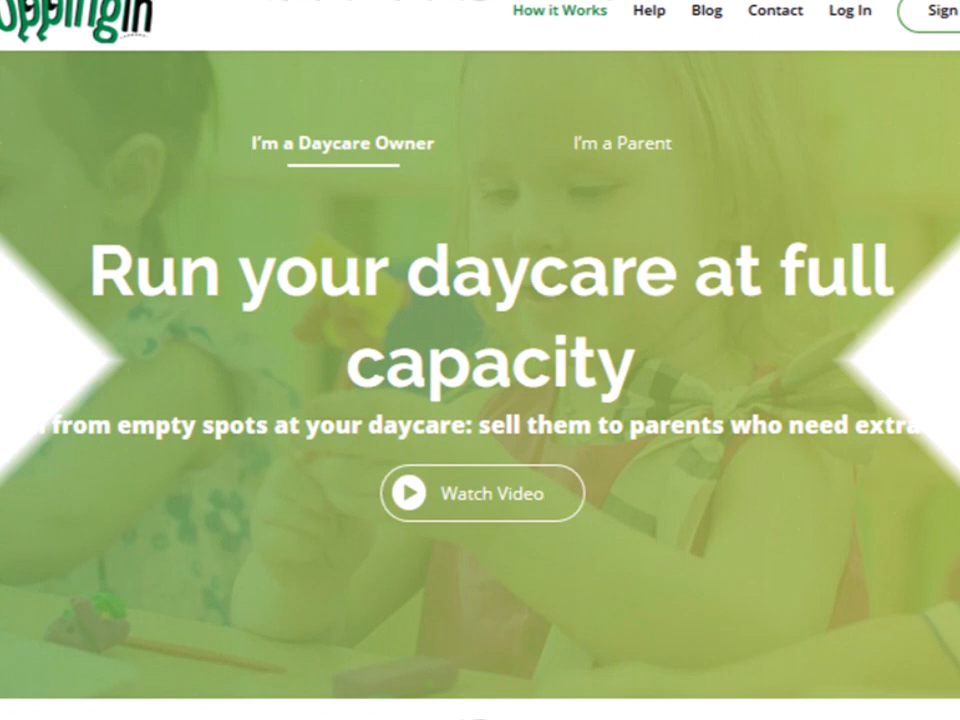 How it Works Help Blog Contact Log In Sign
I'm a Daycare Owner I'm a Parent
Run your daycare at full
capacity
from empty spots at your daycare: sell them to parents who need extra
Watch Video